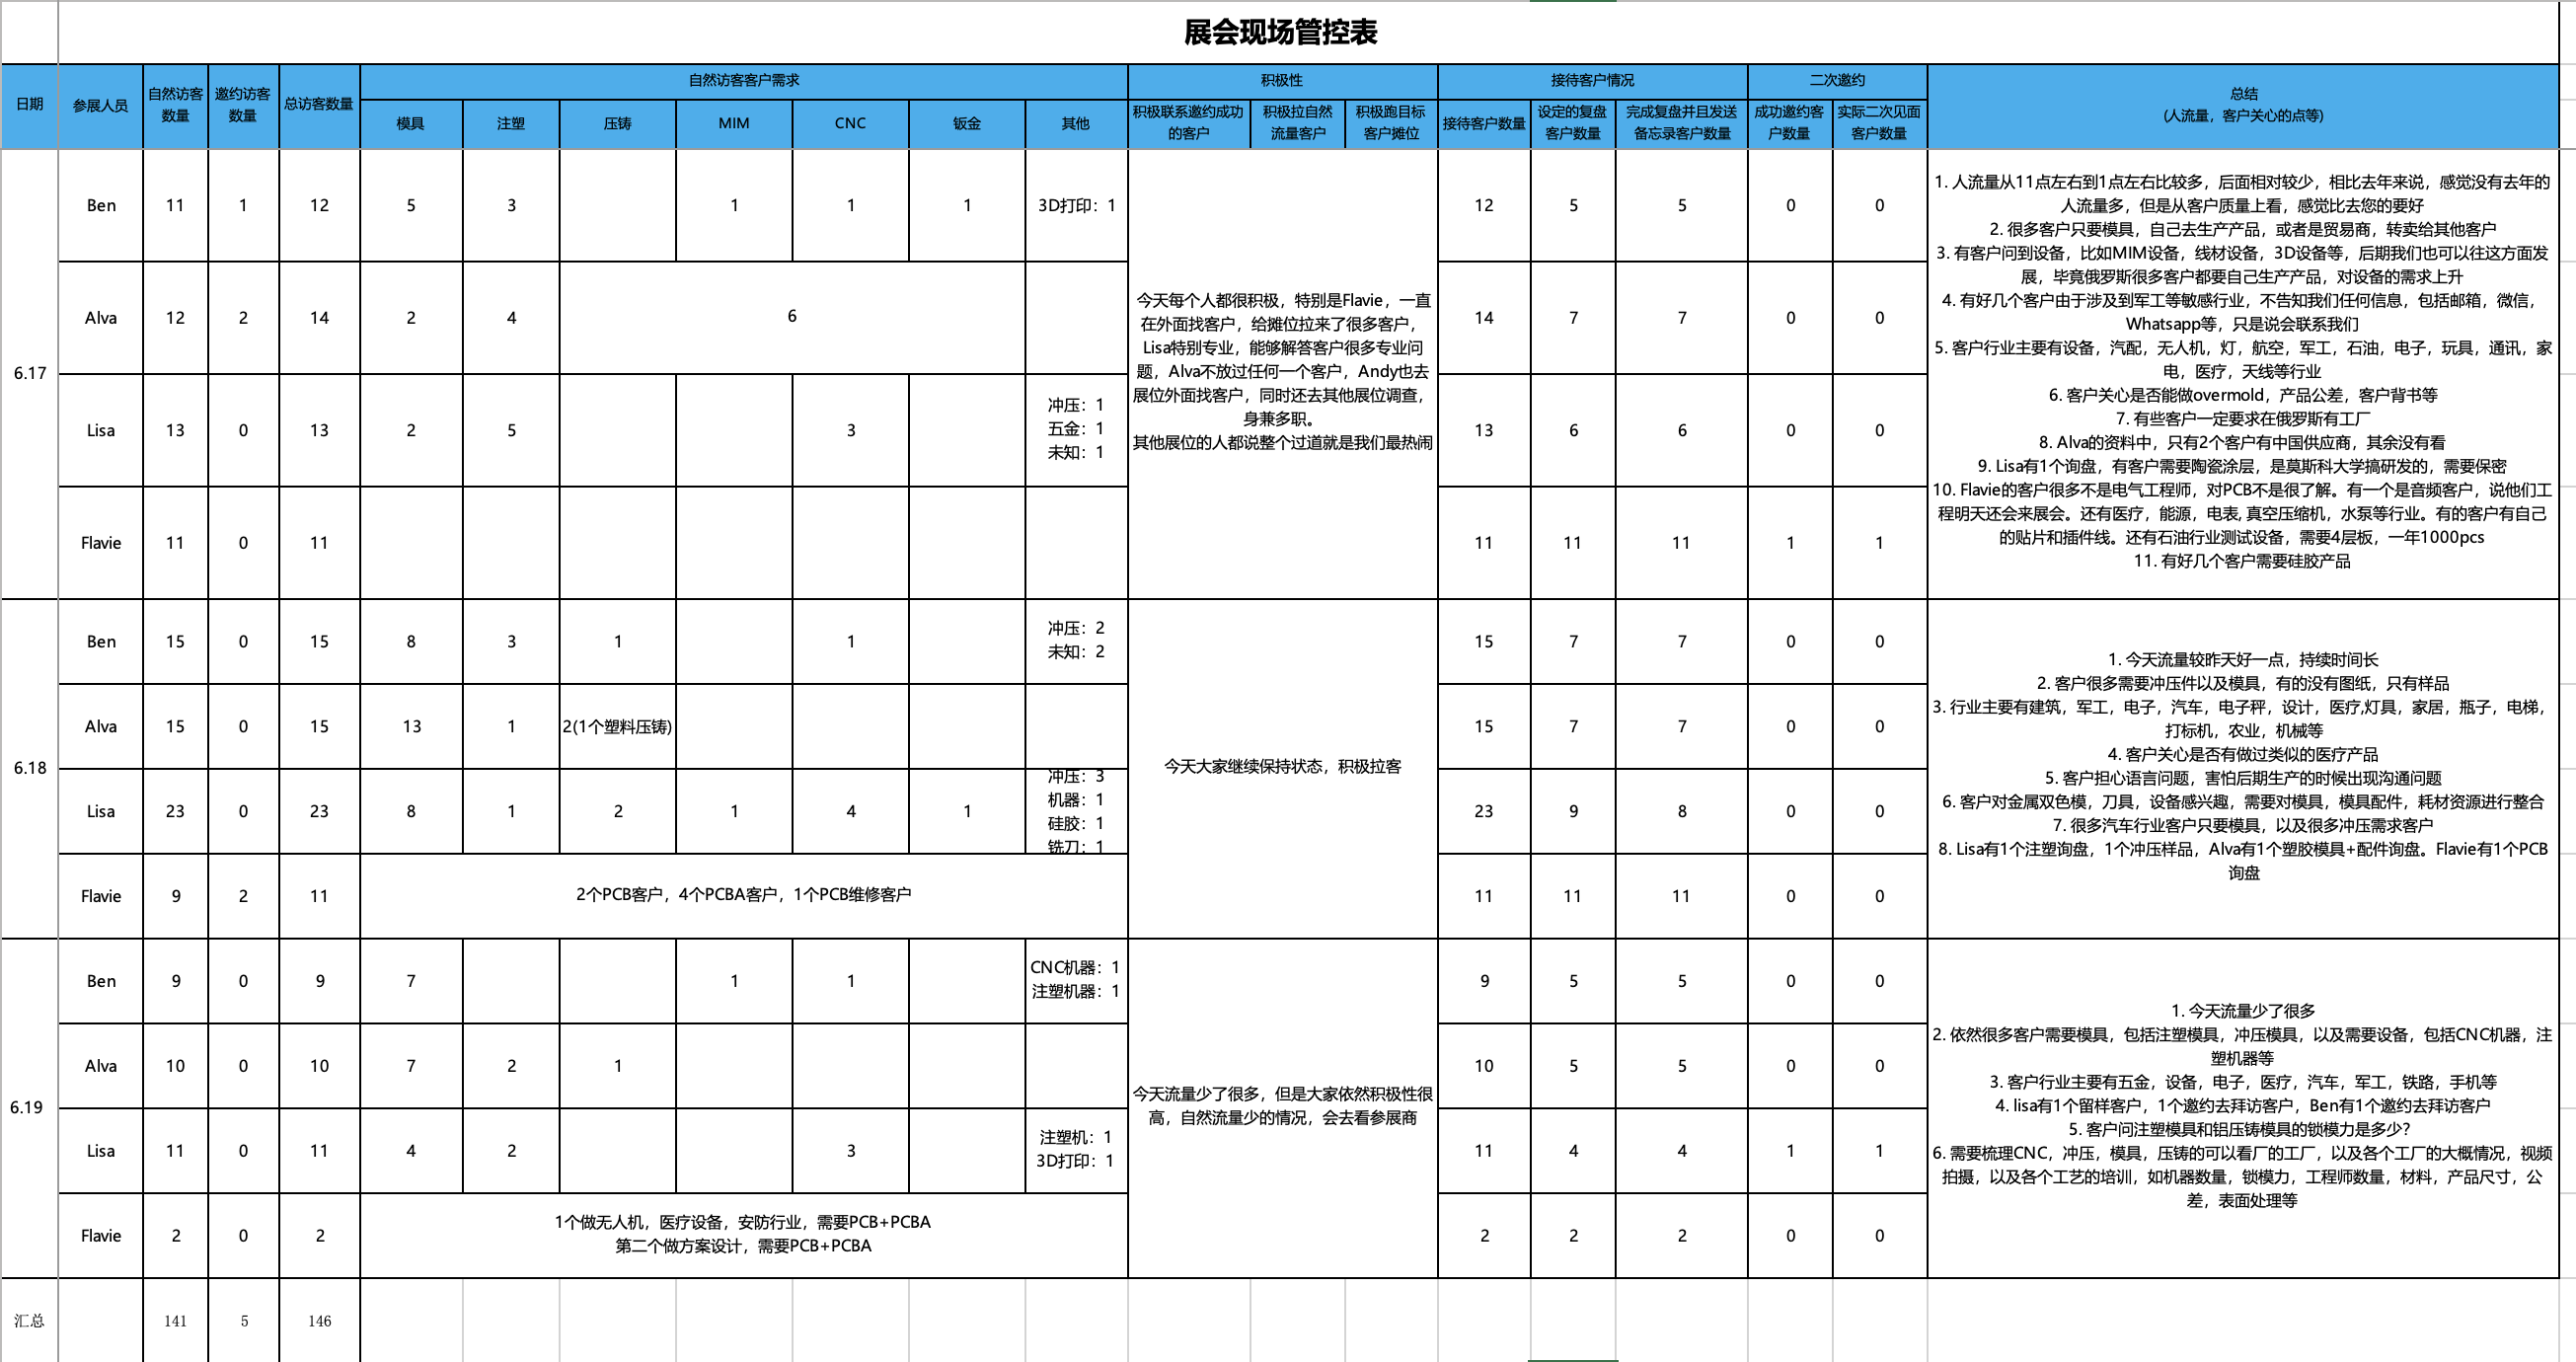 展会现场管控表
日期
参展人员
自然访客
数量
邀约访客
数量
总访客数量
自然访客客户需求
积极性
接待客户情况
二次邀约
总结
(人流量，客户关心的点等)
模具
注塑
压铸
MIM
CNC
钣金
其他
积极联系邀约成功
的客户
积极拉自然
流量客户
积极跑目标
客户摊位
接待客户数量
设定的复盘
客户数量
完成复盘并且发送
备忘录客户数量
成功邀约客
户数量
实际二次见面
客户数量
6.17
Ben 11 1 12 5 3 1 1 1 3D打印：1 12 5 5 0 0
Alva 12 2 14 2 4 6 14 7 7 0 0
Lisa 13 0 13 2 5 3
冲压：1
五金：1
未知：1
13 6 6 0 0
Flavie 11 0 11 11 11 11 1 1
今天每个人都很积极，特别是Flavie，一直
在外面找客户，给摊位拉来了很多客户，
Lisa特别专业，能够解答客户很多专业问
题，Alva不放过任何一个客户，Andy也去
展位外面找客户，同时还去其他展位调查，
身兼多职。
其他展位的人都说整个过道就是我们最热闹
1. 人流量从11点左右到1点左右比较多，后面相对较少，相比去年来说，感觉没有去年的
人流量多，但是从客户质量上看，感觉比去您的要好
2. 很多客户只要模具，自己去生产产品，或者是贸易商，转卖给其他客户
3. 有客户问到设备，比如MIM设备，线材设备，3D设备等，后期我们也可以往这方面发
展，毕竟俄罗斯很多客户都要自己生产产品，对设备的需求上升
4. 有好几个客户由于涉及到军工等敏感行业，不告知我们任何信息，包括邮箱，微信，
Whatsapp等，只是说会联系我们
5. 客户行业主要有设备，汽配，无人机，灯，航空，军工，石油，电子，玩具，通讯，家
电，医疗，天线等行业
6. 客户关心是否能做overmold，产品公差，客户背书等
7. 有些客户一定要求在俄罗斯有工厂
8. Alva的资料中，只有2个客户有中国供应商，其余没有看
9. Lisa有1个询盘，有客户需要陶瓷涂层，是莫斯科大学搞研发的，需要保密
10. Flavie的客户很多不是电气工程师，对PCB不是很了解。有一个是音频客户，说他们工
程明天还会来展会。还有医疗，能源，电表, 真空压缩机，水泵等行业。有的客户有自己
的贴片和插件线。还有石油行业测试设备，需要4层板，一年1000pcs
11. 有好几个客户需要硅胶产品
6.18
Ben 15 0 15 8 3 1 1
冲压：2
未知：2
15 7 7 0 0
Alva 15 0 15 13 1 2(1个塑料压铸) 15 7 7 0 0
Lisa 23 0 23 8 1 2 1 4 1
冲压：3
机器：1
硅胶：1
铣刀：1
23 9 8 0 0
Flavie 9 2 11 2个PCB客户，4个PCBA客户，1个PCB维修客户 11 11 11 0 0
今天大家继续保持状态，积极拉客
1. 今天流量较昨天好一点，持续时间长
2. 客户很多需要冲压件以及模具，有的没有图纸，只有样品
3. 行业主要有建筑，军工，电子，汽车，电子秤，设计，医疗,灯具，家居，瓶子，电梯，
打标机，农业，机械等
4. 客户关心是否有做过类似的医疗产品
5. 客户担心语言问题，害怕后期生产的时候出现沟通问题
6. 客户对金属双色模，刀具，设备感兴趣，需要对模具，模具配件，耗材资源进行整合
7. 很多汽车行业客户只要模具，以及很多冲压需求客户
8. Lisa有1个注塑询盘，1个冲压样品，Alva有1个塑胶模具+配件询盘。Flavie有1个PCB
询盘
6.19
Ben 9 0 9 7 1 1
CNC机器：1
注塑机器：1
9 5 5 0 0
Alva 10 0 10 7 2 1 10 5 5 0 0
Lisa 11 0 11 4 2 3
注塑机：1
3D打印：1
11 4 4 1 1
Flavie 2 0 2
1个做无人机，医疗设备，安防行业，需要PCB+PCBA
第二个做方案设计，需要PCB+PCBA
2 2 2 0 0
今天流量少了很多，但是大家依然积极性很
高，自然流量少的情况，会去看参展商
1. 今天流量少了很多
2. 依然很多客户需要模具，包括注塑模具，冲压模具，以及需要设备，包括CNC机器，注
塑机器等
3. 客户行业主要有五金，设备，电子，医疗，汽车，军工，铁路，手机等
4. lisa有1个留样客户，1个邀约去拜访客户，Ben有1个邀约去拜访客户
5. 客户问注塑模具和铝压铸模具的锁模力是多少？
6. 需要梳理CNC，冲压，模具，压铸的可以看厂的工厂，以及各个工厂的大概情况，视频
拍摄，以及各个工艺的培训，如机器数量，锁模力，工程师数量，材料，产品尺寸，公
差，表面处理等
汇总 141 5 146